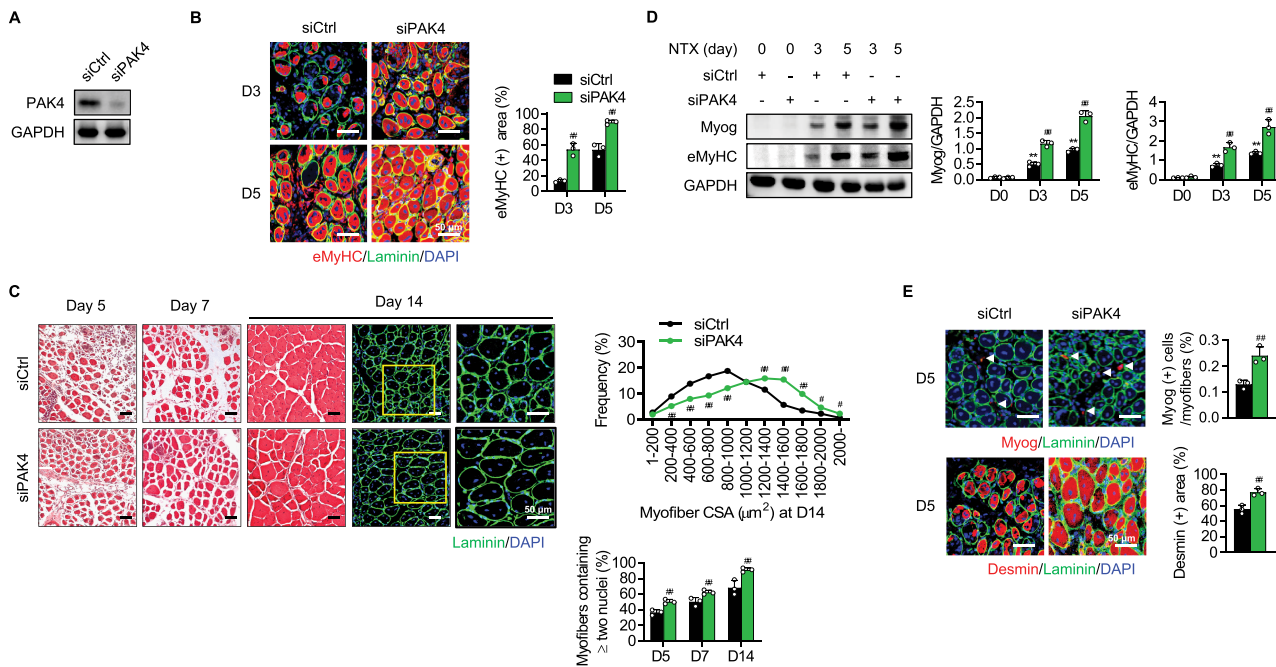 A
siCtrl
siPAK4
PAK4
GAPDH
B
siCtrl
siPAK4
D3
D5
50 μm
eMyHC/Laminin/DAPI
siCtrl
siPAK4
eMyHC (+) area (%)
100
80
60
40
20
0
##
##
D3
D5
D
NTX (day) 0 0 3 5 3 5
siCtrl + - + + - -
siPAK4 - + - - + +
Myog
eMyHC
GAPDH
Myog/GAPDH
2.5
2.0
1.5
1.0
0.5
0.0
**
##
**
##
D0 D3 D5
eMyHC/GAPDH
4
3
2
1
0
**
##
**
##
D0 D3 D5
C
Day 5
Day 7
Day 14
siCtrl
siPAK4
50 μm
Laminin/DAPI
siCtrl
siPAK4
Frequency (%)
30
20
10
0
## ## ## ## ## ## ## # #
1-200
200-400
400-600
600-800
800-1000
1000-1200
1200-1400
1400-1600
1600-1800
1800-2000
2000-
Myofiber CSA (μm²) at D14
Myofibers containing
≥ two nuclei (%)
100
80
60
40
20
0
##
##
##
D5 D7 D14
E
siCtrl
siPAK4
D5
Myog/Laminin/DAPI
Myog (+) cells
/myofibers (%)
0.3
0.2
0.1
0.0
##
D5
50 μm
Desmin/Laminin/DAPI
Desmin (+) area (%)
100
80
60
40
20
0
##